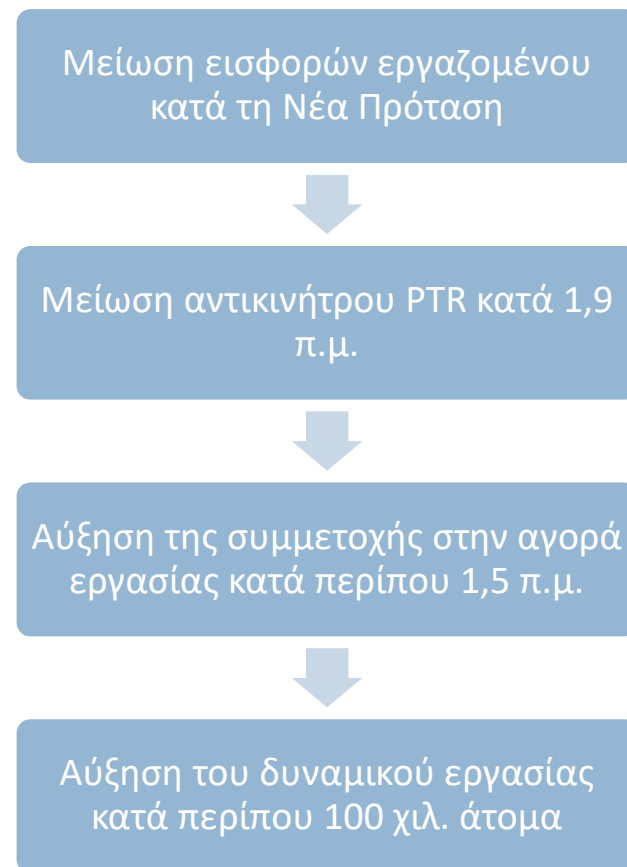 Μείωση εισφορών εργαζομένου
κατά τη Νέα Πρόταση
Μείωση αντικινήτρου PTR κατά 1,9
π.μ.
Αύξηση της συμμετοχής στην αγορά
εργασίας κατά περίπου 1,5 π.μ.
Αύξηση του δυναμικού εργασίας
κατά περίπου 100 χιλ. άτομα